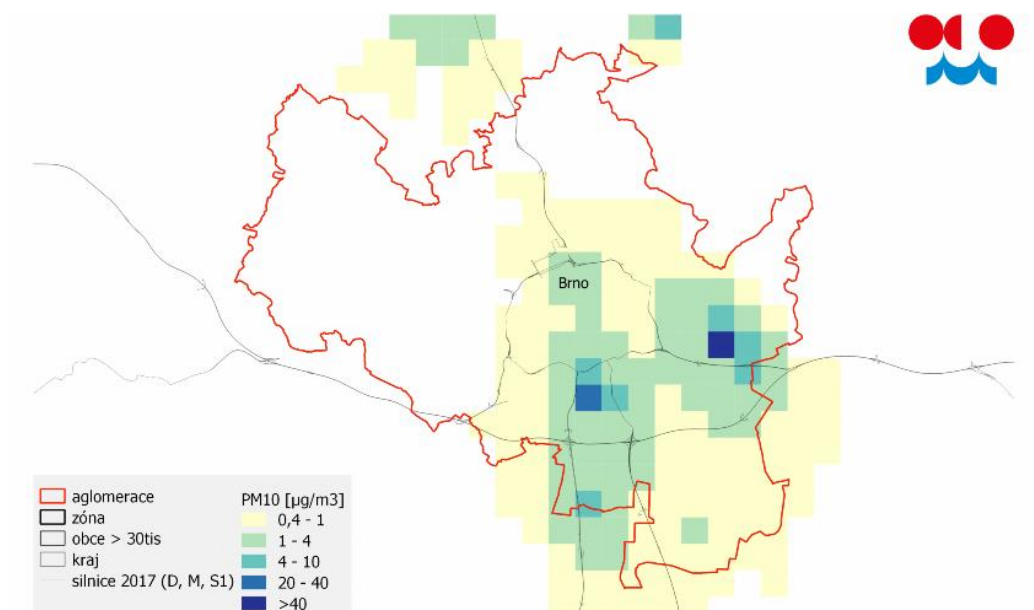 Brno
aglomerace
zóna
obce > 30tis
kraj
silnice 2017 (D, M, S1)
PM10 [µg/m3]
0,4 - 1
1 - 4
4 - 10
20 - 40
>40